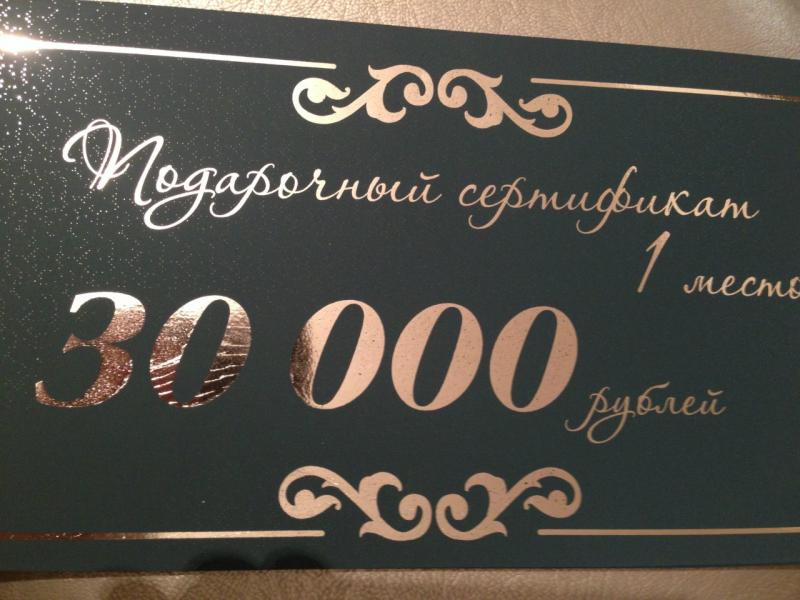 Подарочный сертификат
1 место
30 000 рублей